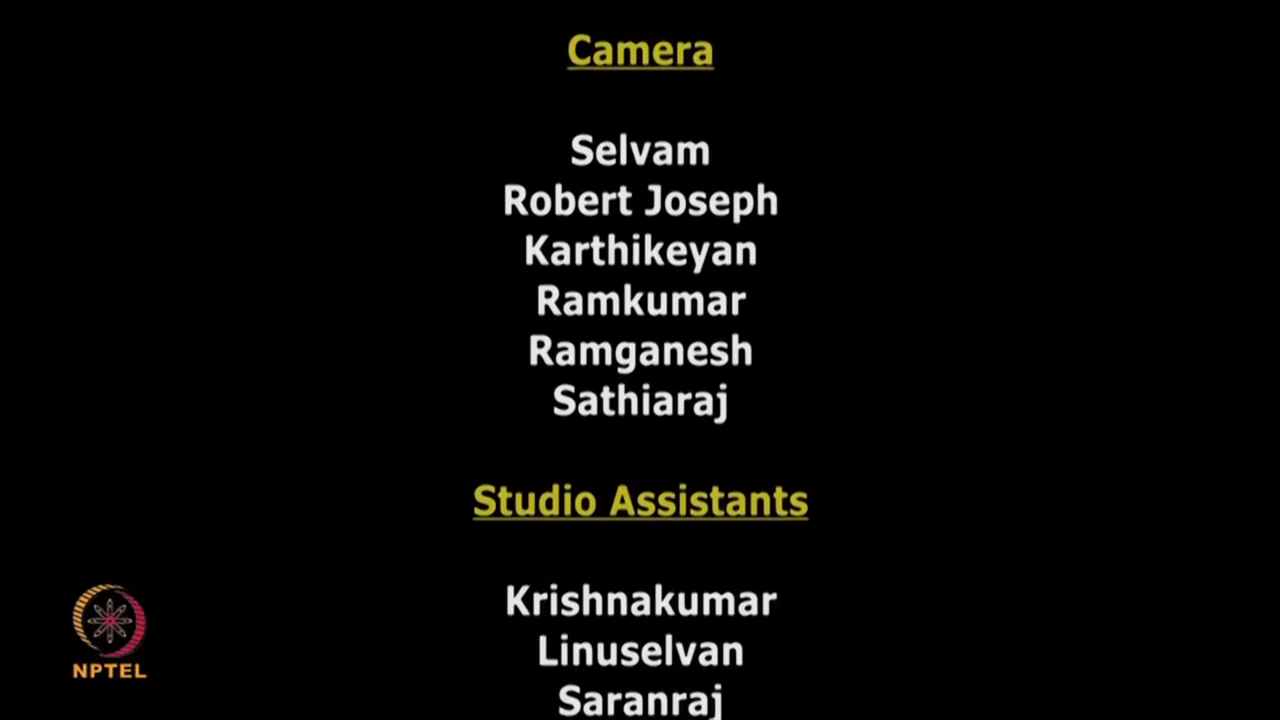 Camera
Selvam
Robert Joseph
Karthikeyan
Ramkumar
Ramganesh
Sathiaraj
Studio Assistants
Krishnakumar
Linuselvan
Saranraj
NPTEL